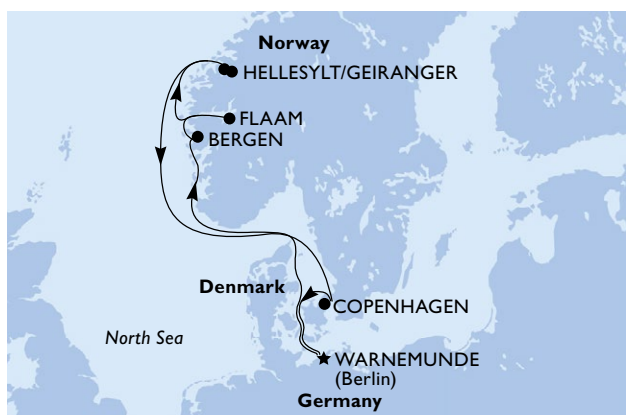 Norway
HELLESYLT/GEIRANGER
FLAAM
BERGEN
Denmark
COPENHAGEN
North Sea
WARNEMUNDE
(Berlin)
Germany